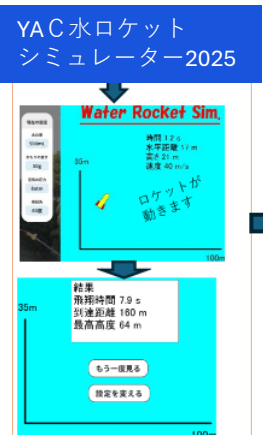 YAC水ロケット
シミュレーター2025
Water Rocket Sim.
時間 1.2 s
水平距離 17 m
高さ 21 m
速度 40 m/s
35m
ロケットが
動きます
100m
結果
飛翔時間 7.9 s
到達距離 160 m
最高高度 64 m
35m
もう一度見る
設定を変える
100m